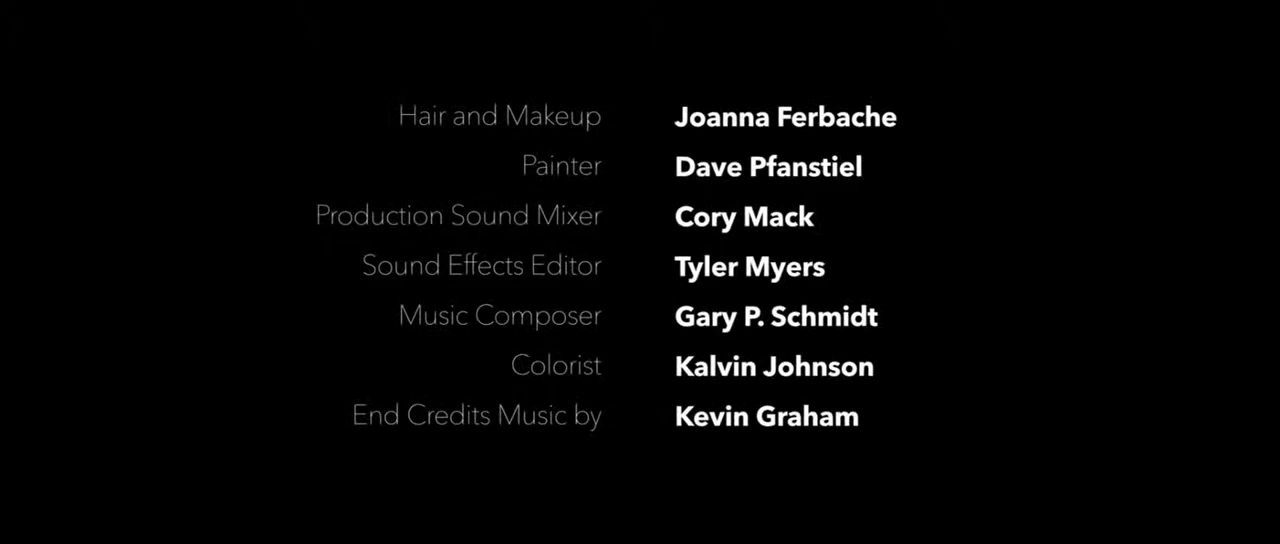 Hair and Makeup Joanna Ferbache
Painter Dave Pfanstiel
Production Sound Mixer Cory Mack
Sound Effects Editor Tyler Myers
Music Composer Gary P. Schmidt
Colorist Kalvin Johnson
End Credits Music by Kevin Graham